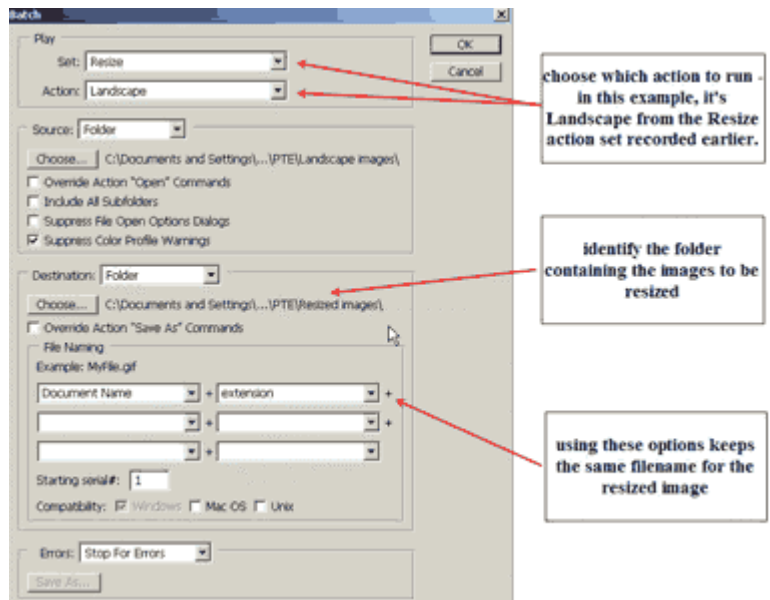 Batch
Play
OK
Set: Resize
Cancel
Action: Landscape
choose which action to run -
in this example, it's
Landscape from the Resize
action set recorded earlier.
Source: Folder
Choose... C:\Documents and Settings\...\PTE\Landscape images\
Override Action "Open" Commands
Include All Subfolders
Suppress File Open Options Dialogs
Suppress Color Profile Warnings
identify the folder
containing the images to be
resized
Destination: Folder
Choose... C:\Documents and Settings\...\PTE\Resized images\
Override Action "Save As" Commands
File Naming
Example: MyFile.gif
Document Name + extension +
+ +
+
using these options keeps
the same filename for the
resized image
Starting serial#: 1
Compatibility: Windows Mac OS Unix
Errors: Stop For Errors
Save As...